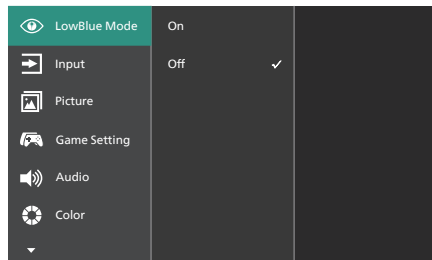 LowBlue Mode
On
Input
Off
Picture
Game Setting
Audio
Color